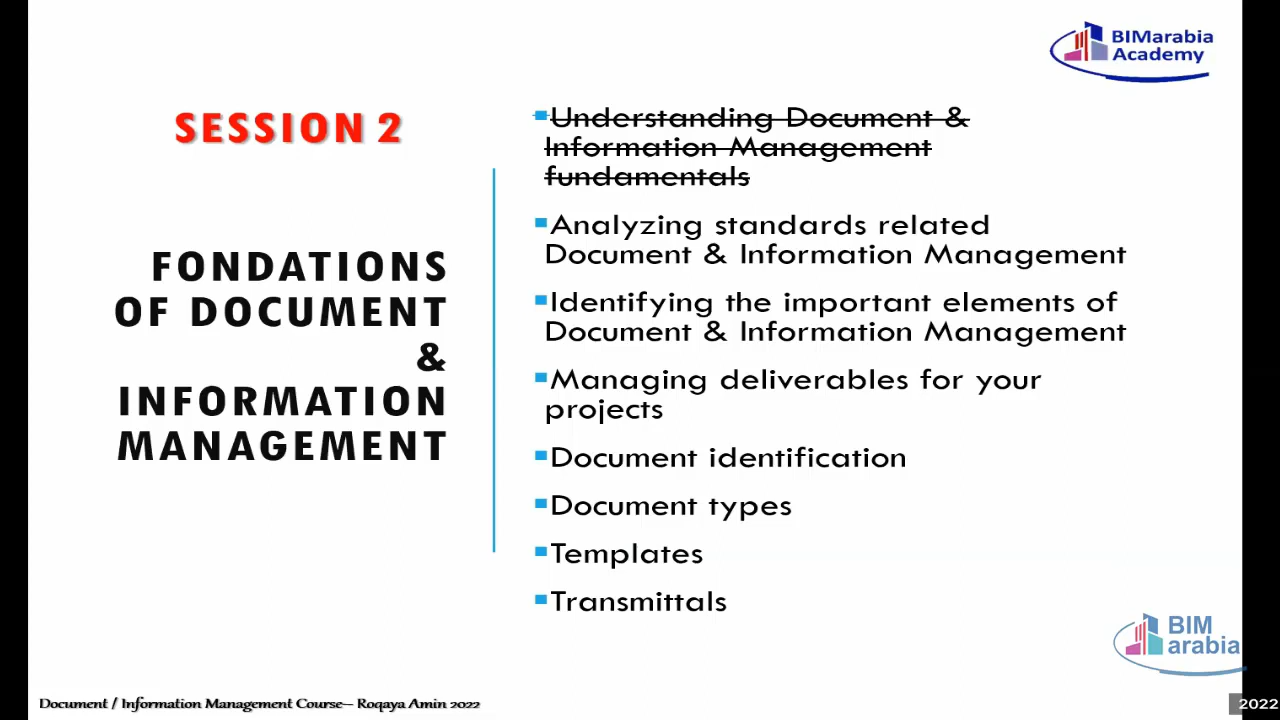 BIMarabia
Academy
SESSION 2
FONDATIONS
OF DOCUMENT
&
INFORMATION
MANAGEMENT
Understanding Document &
Information Management
fundamentals
Analyzing standards related
Document & Information Management
Identifying the important elements of
Document & Information Management
Managing deliverables for your
projects
Document identification
Document types
Templates
Transmittals
BIM
arabia
Document / Information Management Course– Roqaya Amin 2022
2022